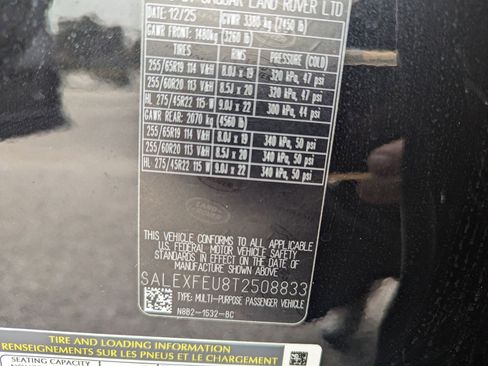 JAGUAR LAND ROVER LTD
DATE: 12/25 GVWR 3380 kg (7450 lb)
GAWR FRONT: 1480kg (3260 lb)
TIRES RIMS PRESSURE (COLD)
255/65R19 114 8.0J x 19 320 kPa, 47 psi
255/60R20 113 8.5J x 20 320 kPa, 47 psi
HL 275/45R22 115 W 9.0J x 22 300 kPa, 44 psi
GAWR REAR: 2070 kg (4560 lb)
255/65R19 114 8.0J x 19 340 kPa, 50 psi
255/60R20 113 8.5J x 20 340 kPa, 50 psi
HL 275/45R22 115 W 9.0J x 22 340 kPa, 50 psi
LAND
ROVER
THIS VEHICLE CONFORMS TO ALL APPLICABLE
U.S. FEDERAL MOTOR VEHICLE SAFETY
STANDARDS IN EFFECT ON THE DATE OF
MANUFACTURE SHOWN ABOVE.
SALEXFEU8T2508833
TYPE: MULTI-PURPOSE PASSENGER VEHICLE
N8B2-1532-BC
TIRE AND LOADING INFORMATION
RENSEIGNEMENTS SUR LES PNEUS ET LE CHARGEMENT
SEATING CAPACITY